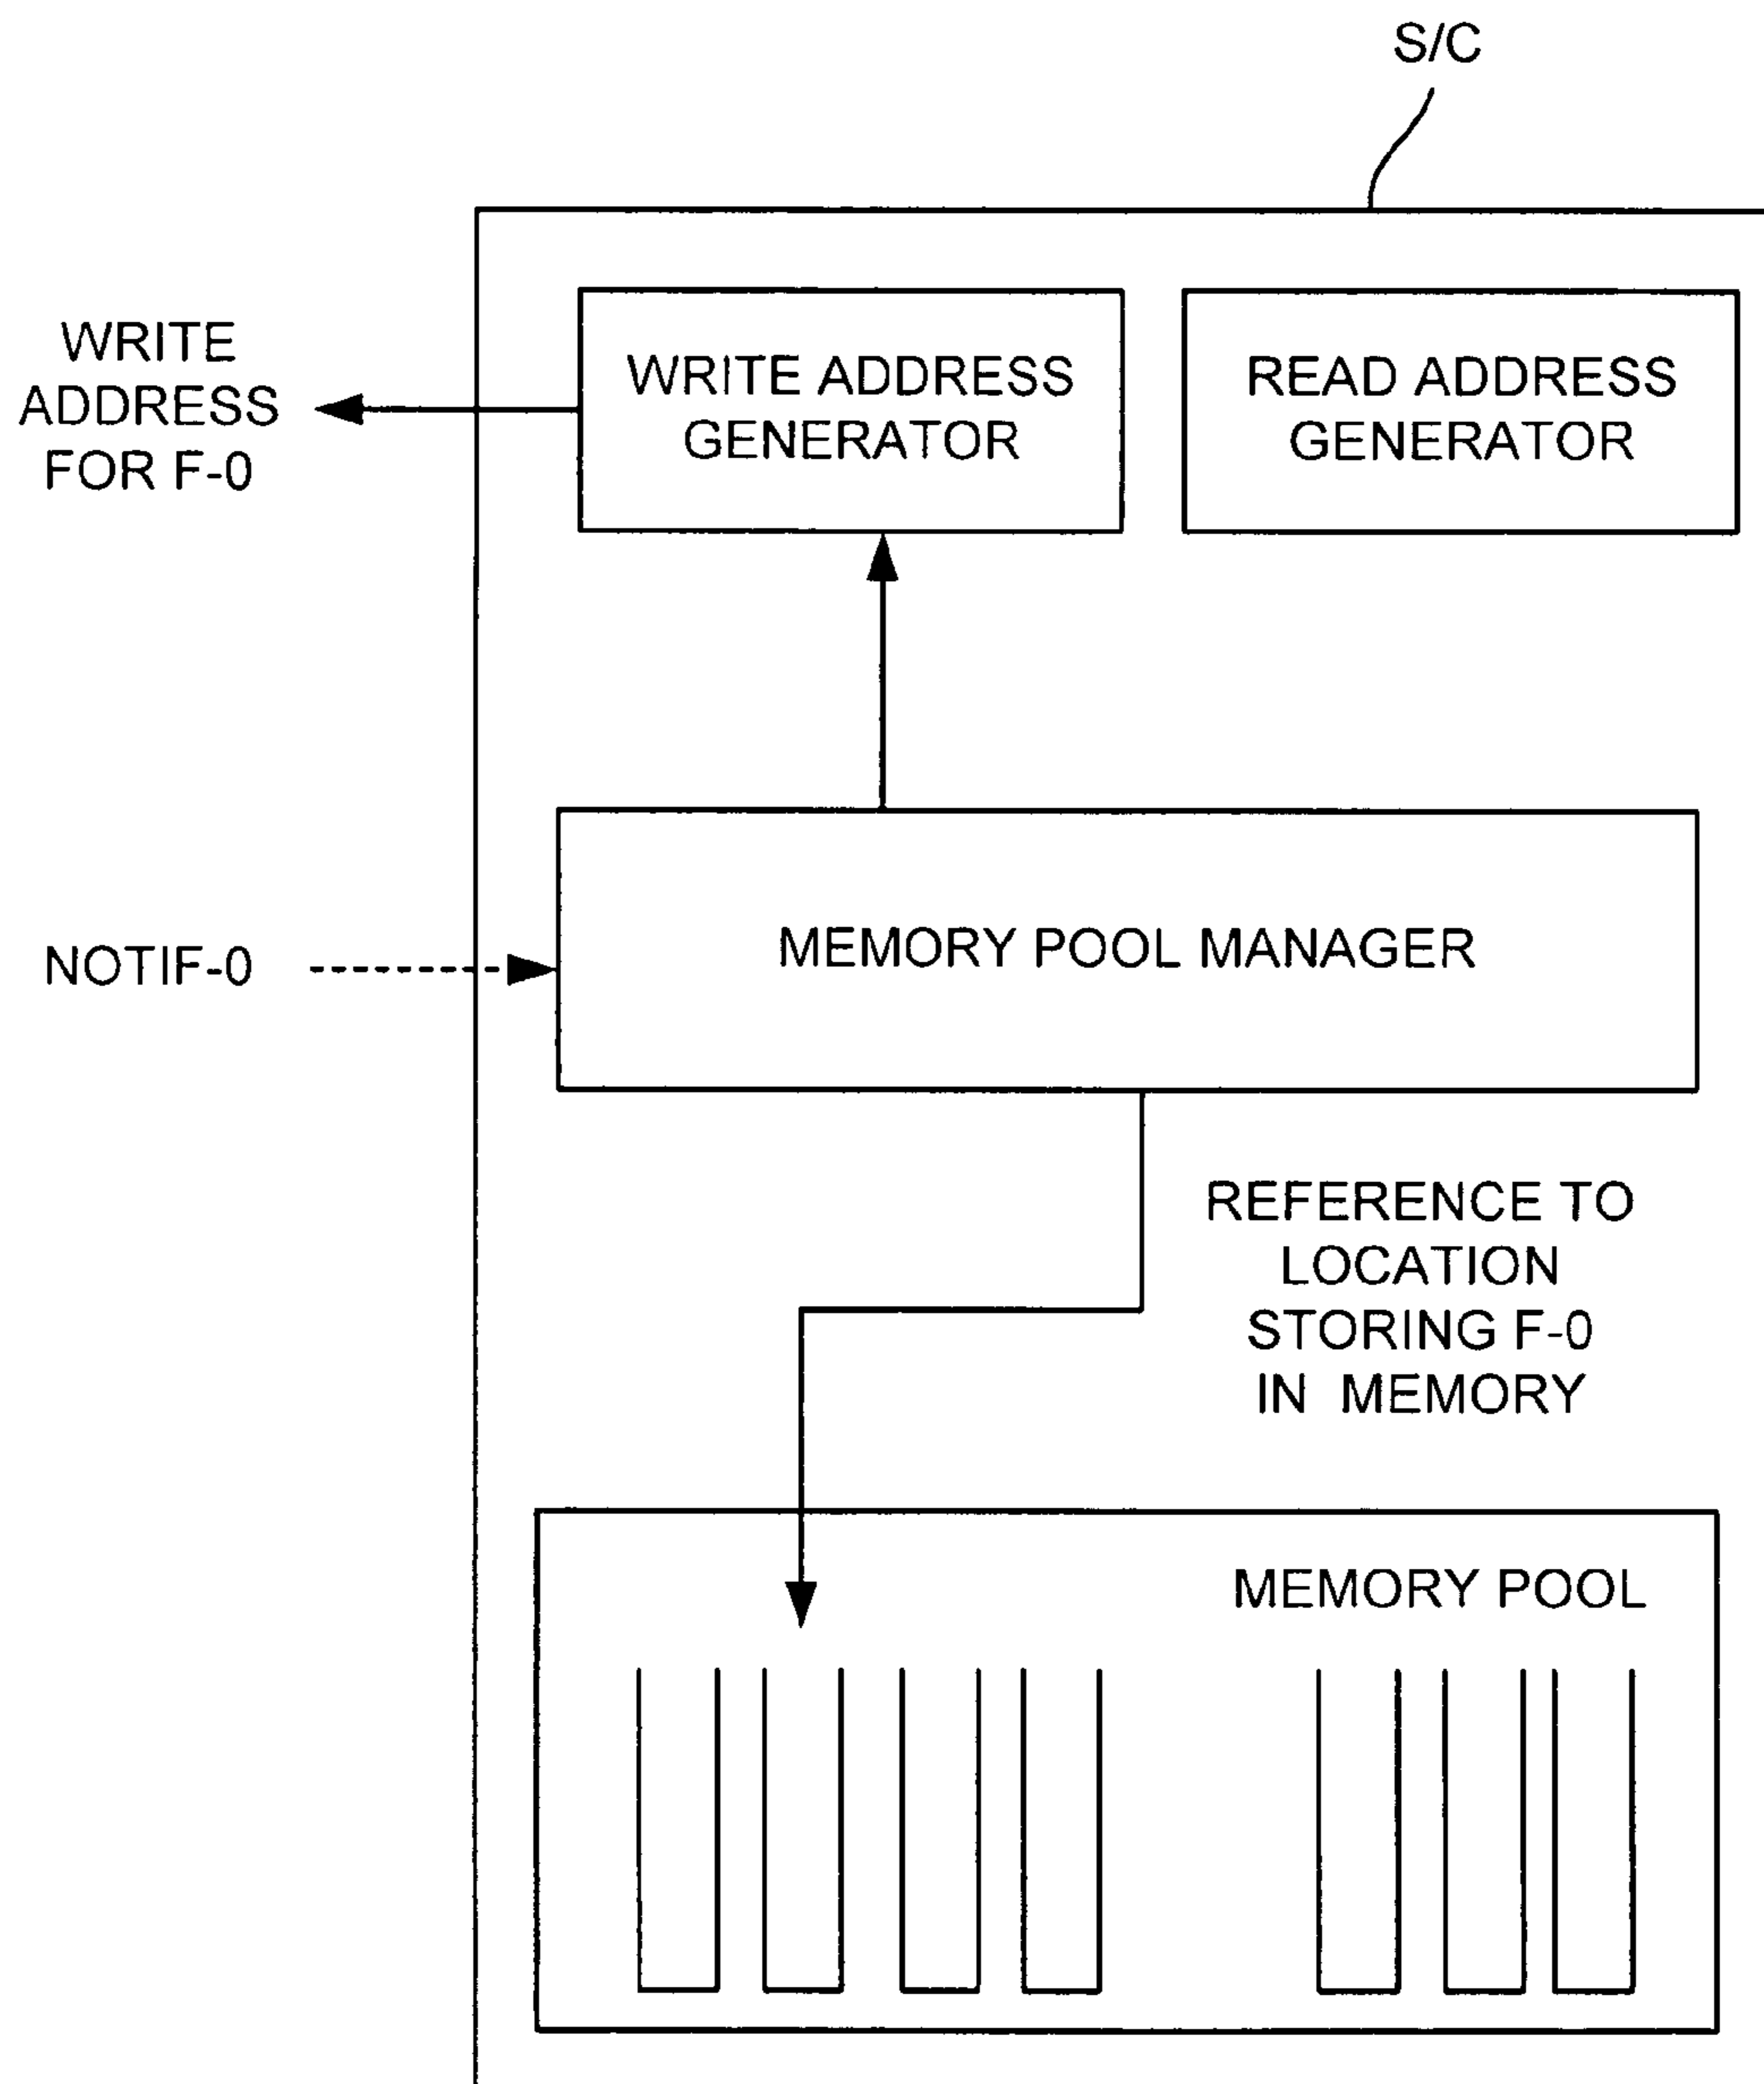 S/C
WRITE
ADDRESS
FOR F-0
WRITE ADDRESS
GENERATOR
READ ADDRESS
GENERATOR
NOTIF-0
MEMORY POOL MANAGER
REFERENCE TO
LOCATION
STORING F-0
IN MEMORY
MEMORY POOL